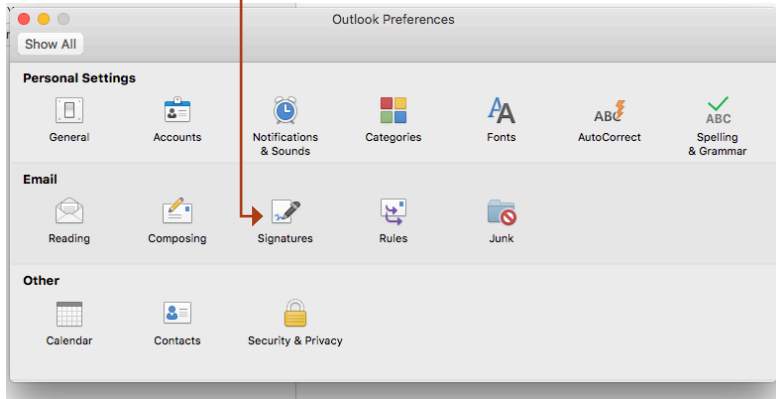 Outlook Preferences
Show All
Personal Settings
General
Accounts
Notifications
& Sounds
Categories
Fonts
ABC
AutoCorrect
ABC
Spelling
& Grammar
Email
Reading
Composing
Signatures
Rules
Junk
Other
Calendar
Contacts
Security & Privacy